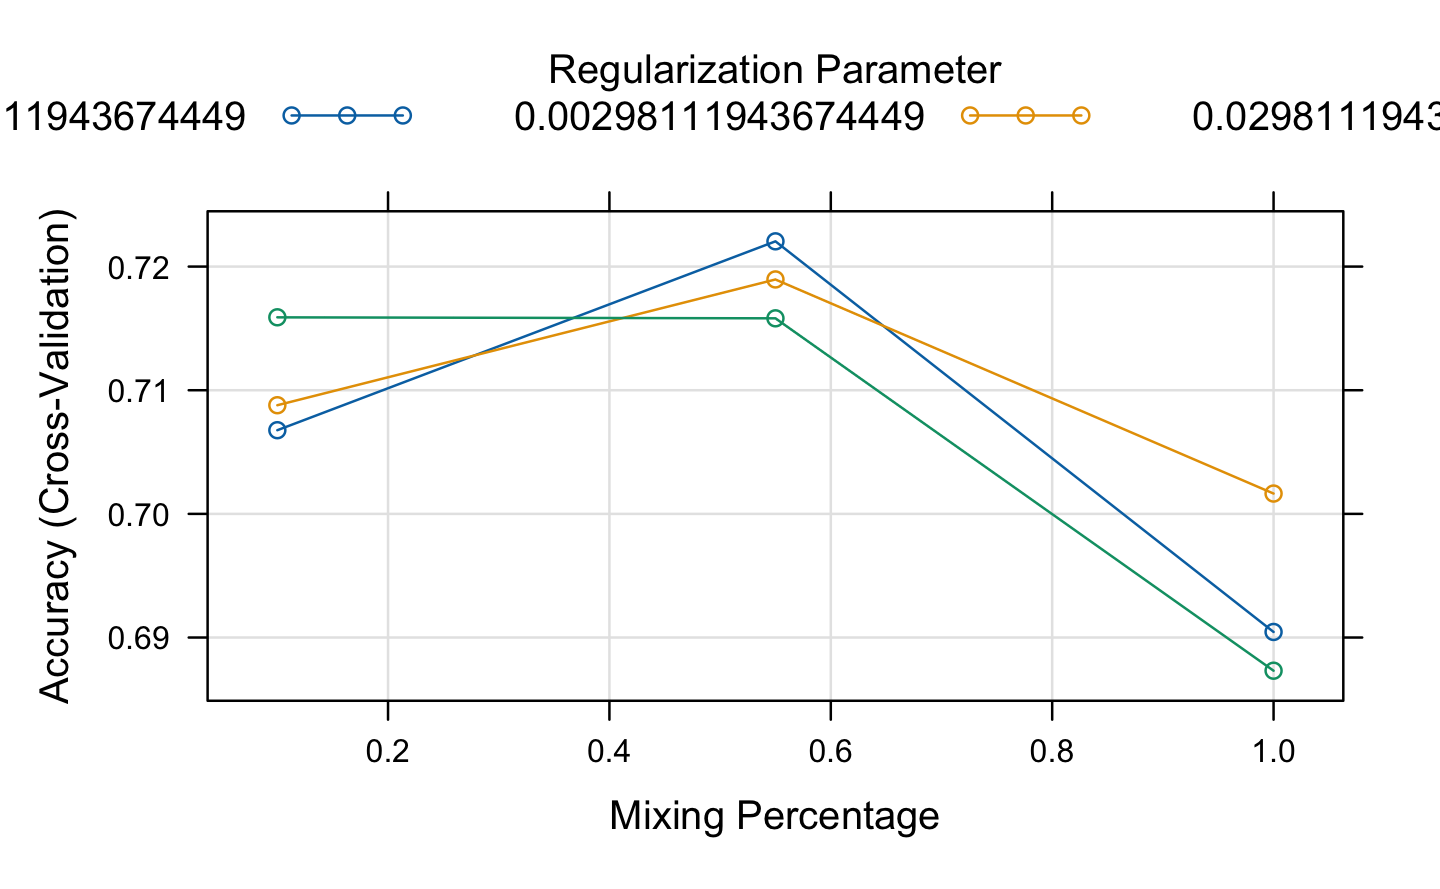 Regularization Parameter
11943674449 0.00298111943674449 0.0298111943
Accuracy (Cross-Validation)
0.72
0.71
0.70
0.69
0.2 0.4 0.6 0.8 1.0
Mixing Percentage